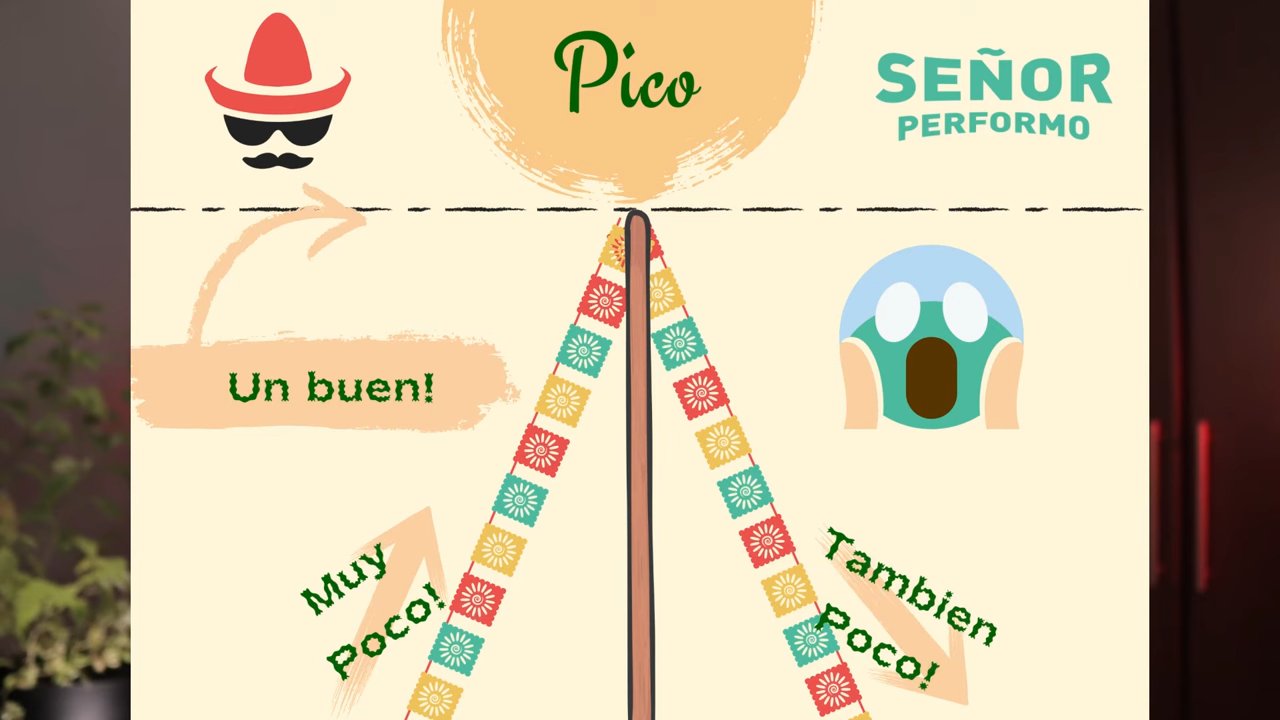 Pico
SEÑOR
PERFORMO
Un buen!
Muy
Poco!
Tambien
Poco!